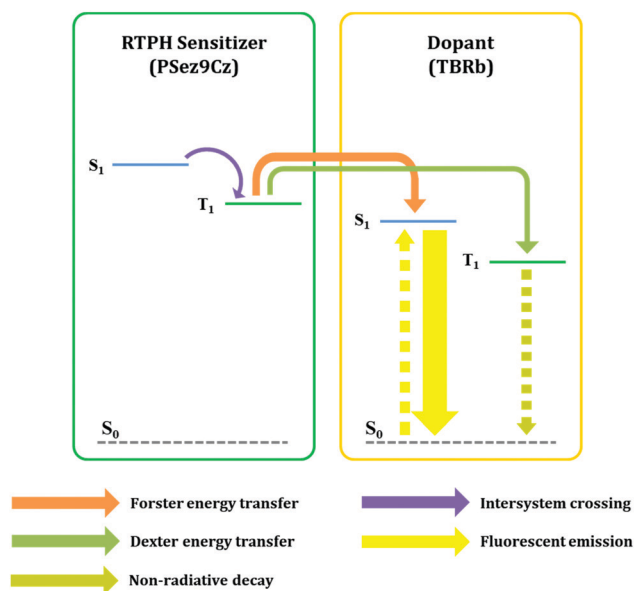 RTPH Sensitizer
(PSez9Cz)
Dopant
(TBRb)
S₁
T₁
S₁
T₁
S₀
S₀
Forster energy transfer
Intersystem crossing
Dexter energy transfer
Fluorescent emission
Non-radiative decay